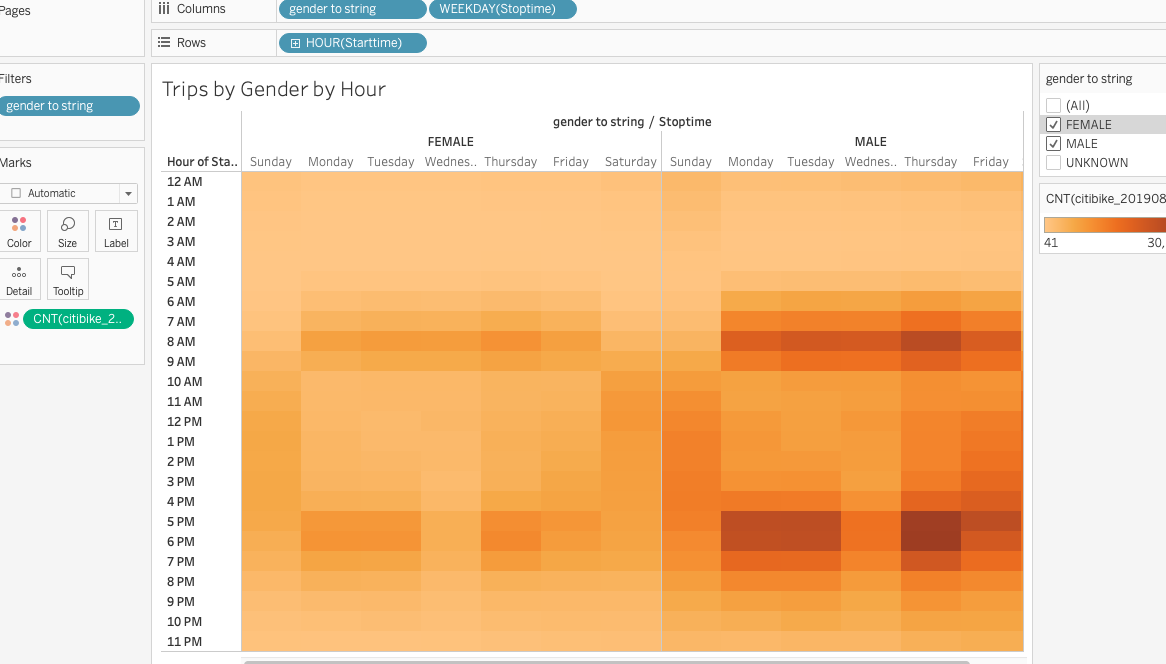 Pages
Columns
gender to string
WEEKDAY(Stoptime)
Rows
HOUR(Starttime)
Filters
gender to string
Marks
Automatic
Color
Size
Label
Detail
Tooltip
CNT(citibike_2..
Trips by Gender by Hour
gender to string / Stoptime
FEMALE
MALE
Hour of Sta..
Sunday
Monday
Tuesday
Wednes..
Thursday
Friday
Saturday
Sunday
Monday
Tuesday
Wednes..
Thursday
Friday
12 AM
1 AM
2 AM
3 AM
4 AM
5 AM
6 AM
7 AM
8 AM
9 AM
10 AM
11 AM
12 PM
1 PM
2 PM
3 PM
4 PM
5 PM
6 PM
7 PM
8 PM
9 PM
10 PM
11 PM
gender to string
(All)
FEMALE
MALE
UNKNOWN
CNT(citibike_201908
41
30,